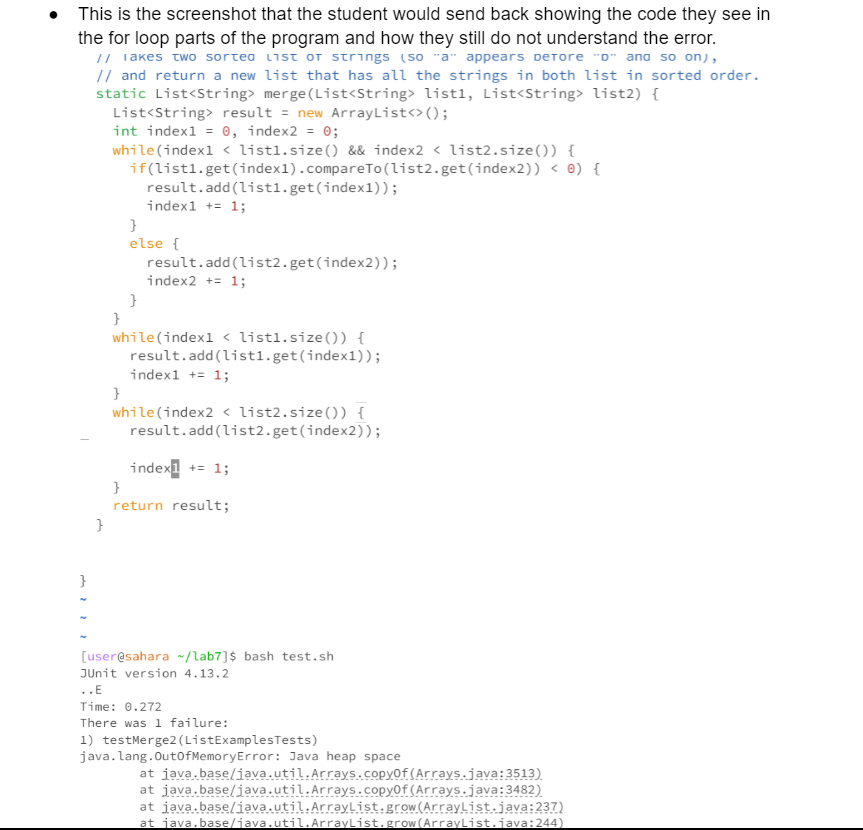 ● This is the screenshot that the student would send back showing the code they see in
the for loop parts of the program and how they still do not understand the error.
// Takes two sorted list of strings (so "a" appears before "b" and so on),
// and return a new list that has all the strings in both list in sorted order.
static List<String> merge(List<String> list1, List<String> list2) {
List<String> result = new ArrayList<>();
int index1 = 0, index2 = 0;
while(index1 < list1.size() && index2 < list2.size()) {
if(list1.get(index1).compareTo(list2.get(index2)) < 0) {
result.add(list1.get(index1));
index1 += 1;
}
else {
result.add(list2.get(index2));
index2 += 1;
}
}
while(index1 < list1.size()) {
result.add(list1.get(index1));
index1 += 1;
}
while(index2 < list2.size()) {
result.add(list2.get(index2));
index1 += 1;
}
return result;
}
}
~
~
~
[user@sahara ~/lab7]$ bash test.sh
JUnit version 4.13.2
..E
Time: 0.272
There was 1 failure:
1) testMerge2(ListExamplesTests)
java.lang.OutOfMemoryError: Java heap space
at java.base/java.util.Arrays.copyOf(Arrays.java:3513)
at java.base/java.util.Arrays.copyOf(Arrays.java:3482)
at java.base/java.util.ArrayList.grow(ArrayList.java:237)
at java.base/java.util.ArrayList.grow(ArrayList.java:244)